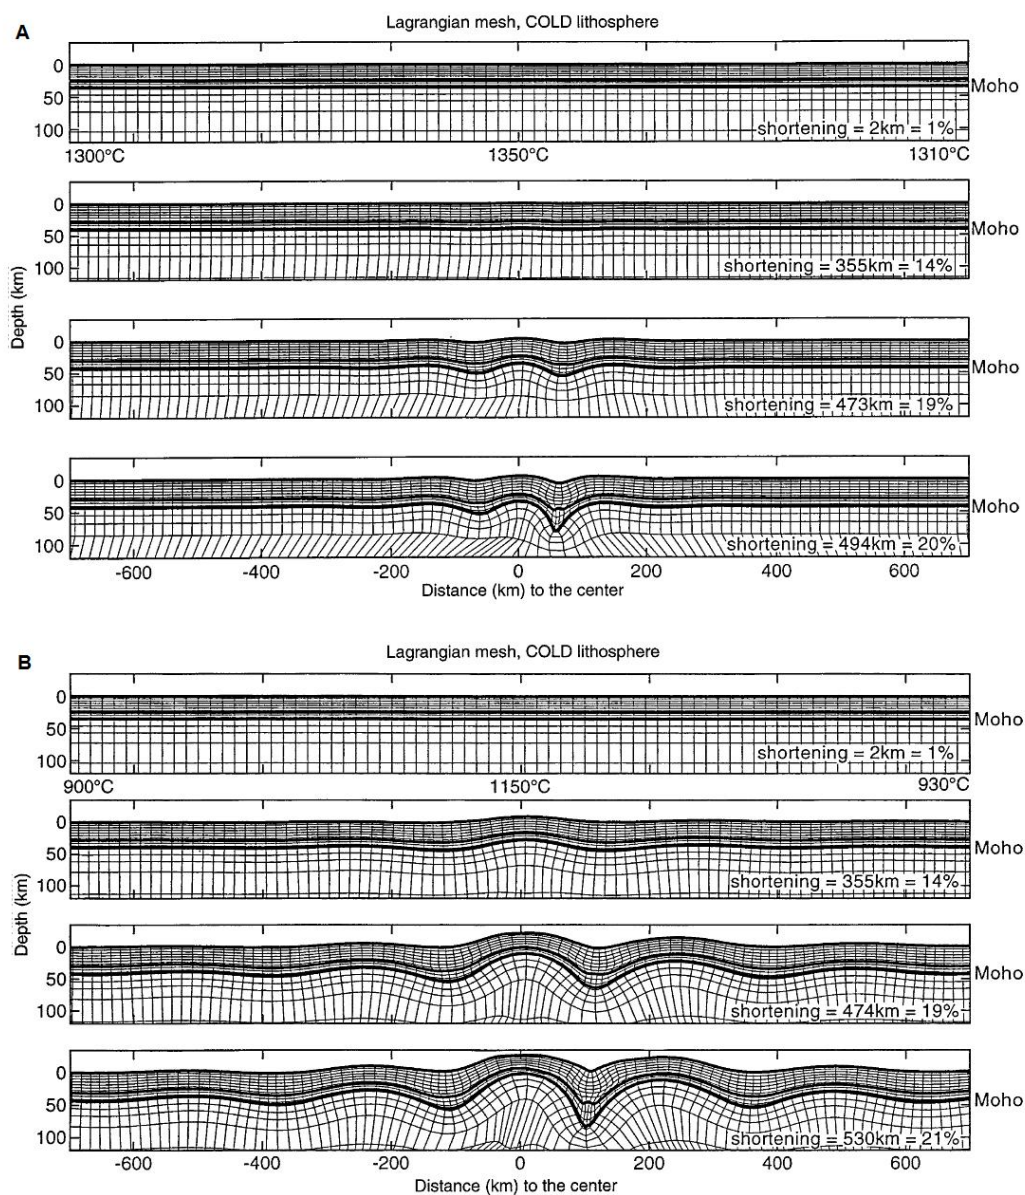 A
Lagrangian mesh, COLD lithosphere
0
50
100
Moho
shortening = 2km = 1%
1300°C 1350°C 1310°C
0
50
100
Moho
shortening = 355km = 14%
Depth (km)
0
50
100
Moho
shortening = 473km = 19%
0
50
100
Moho
shortening = 494km = 20%
-600 -400 -200 0 200 400 600
Distance (km) to the center
B
Lagrangian mesh, COLD lithosphere
0
50
100
Moho
shortening = 2km = 1%
900°C 1150°C 930°C
0
50
100
Moho
shortening = 355km = 14%
Depth (km)
0
50
100
Moho
shortening = 474km = 19%
0
50
100
Moho
shortening = 530km = 21%
-600 -400 -200 0 200 400 600
Distance (km) to the center